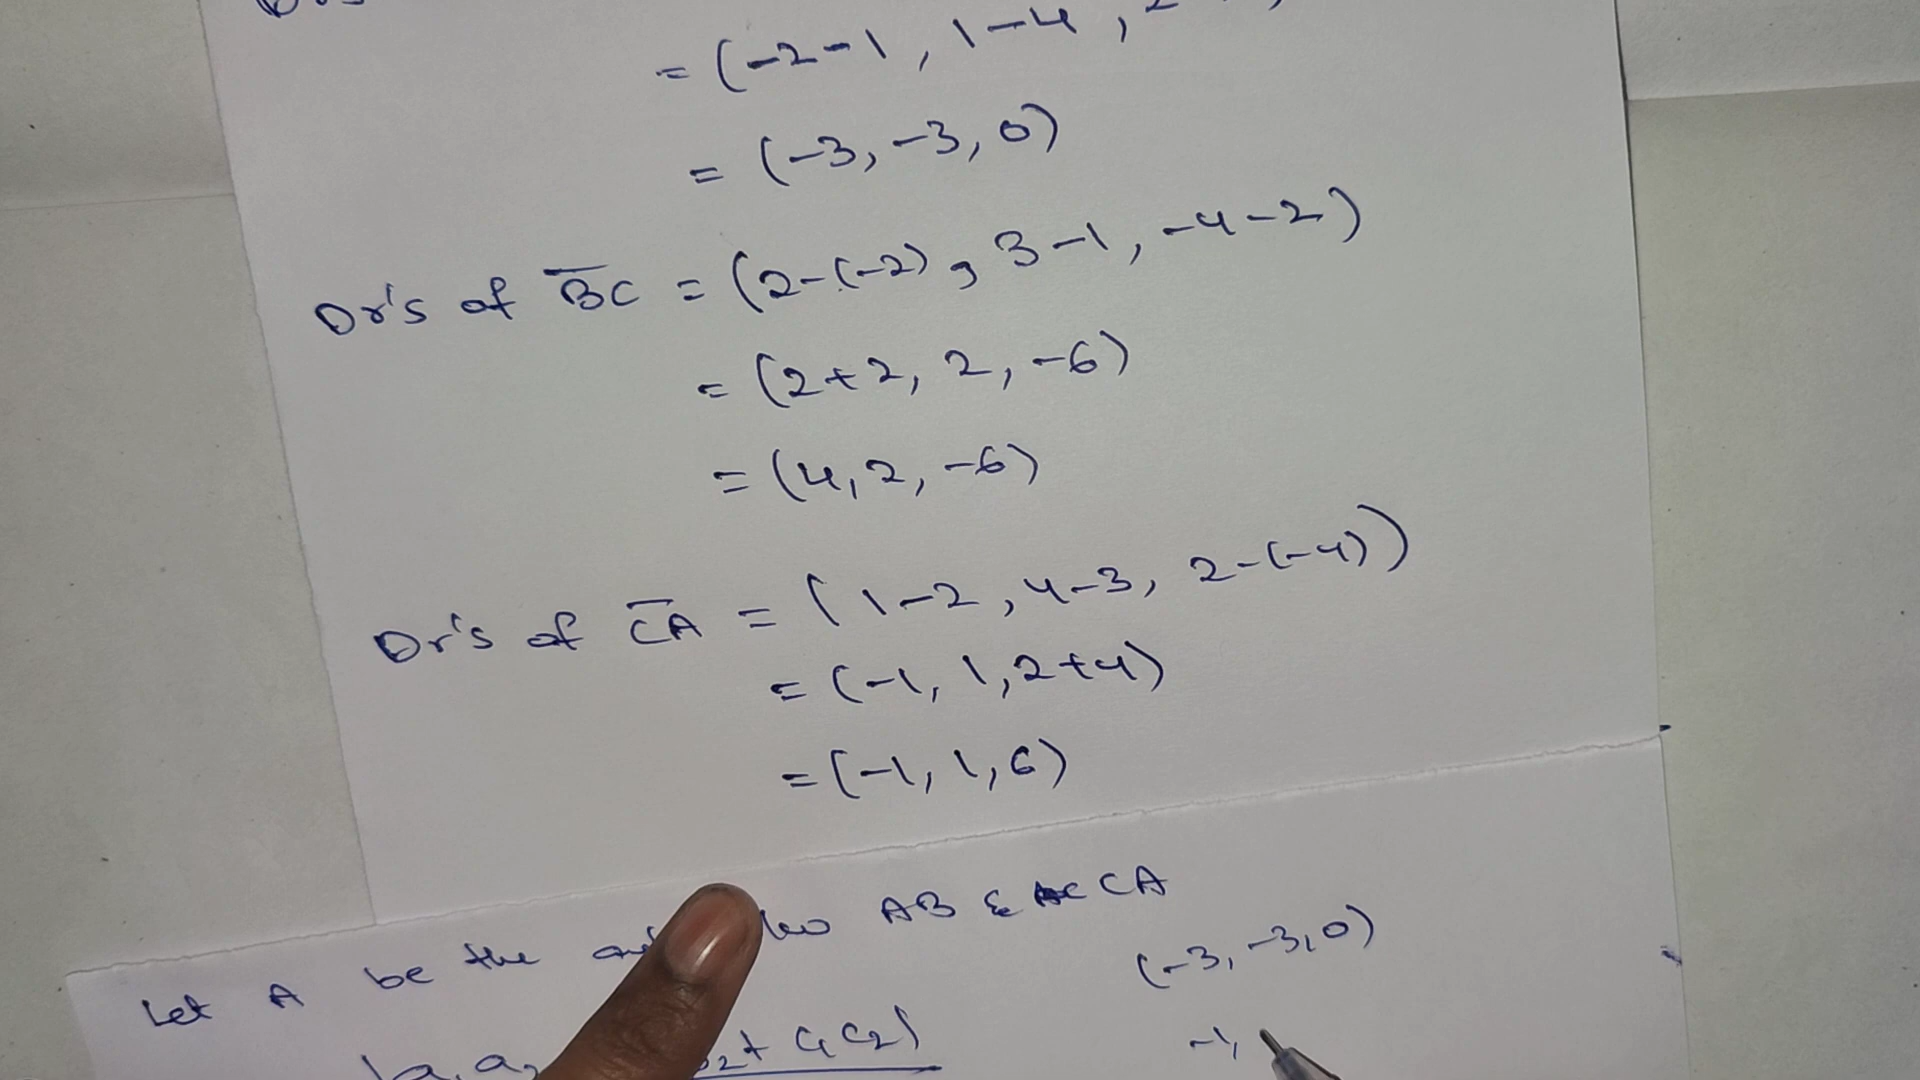 = (-2-1, 1-4,
= (-3, -3, 0)
Dr's of BC = (2-(-2), 3-1, -4-2)
= (2+2, 2, -6)
= (4, 2, -6)
Dr's of CA = (1-2, 4-3, 2-(-4))
= (-1, 1, 2+4)
= (-1, 1, 6)
Let A be the AB & CA
(-3, -3, 0)
|a₁a₂ + c₁c₂|
-1,